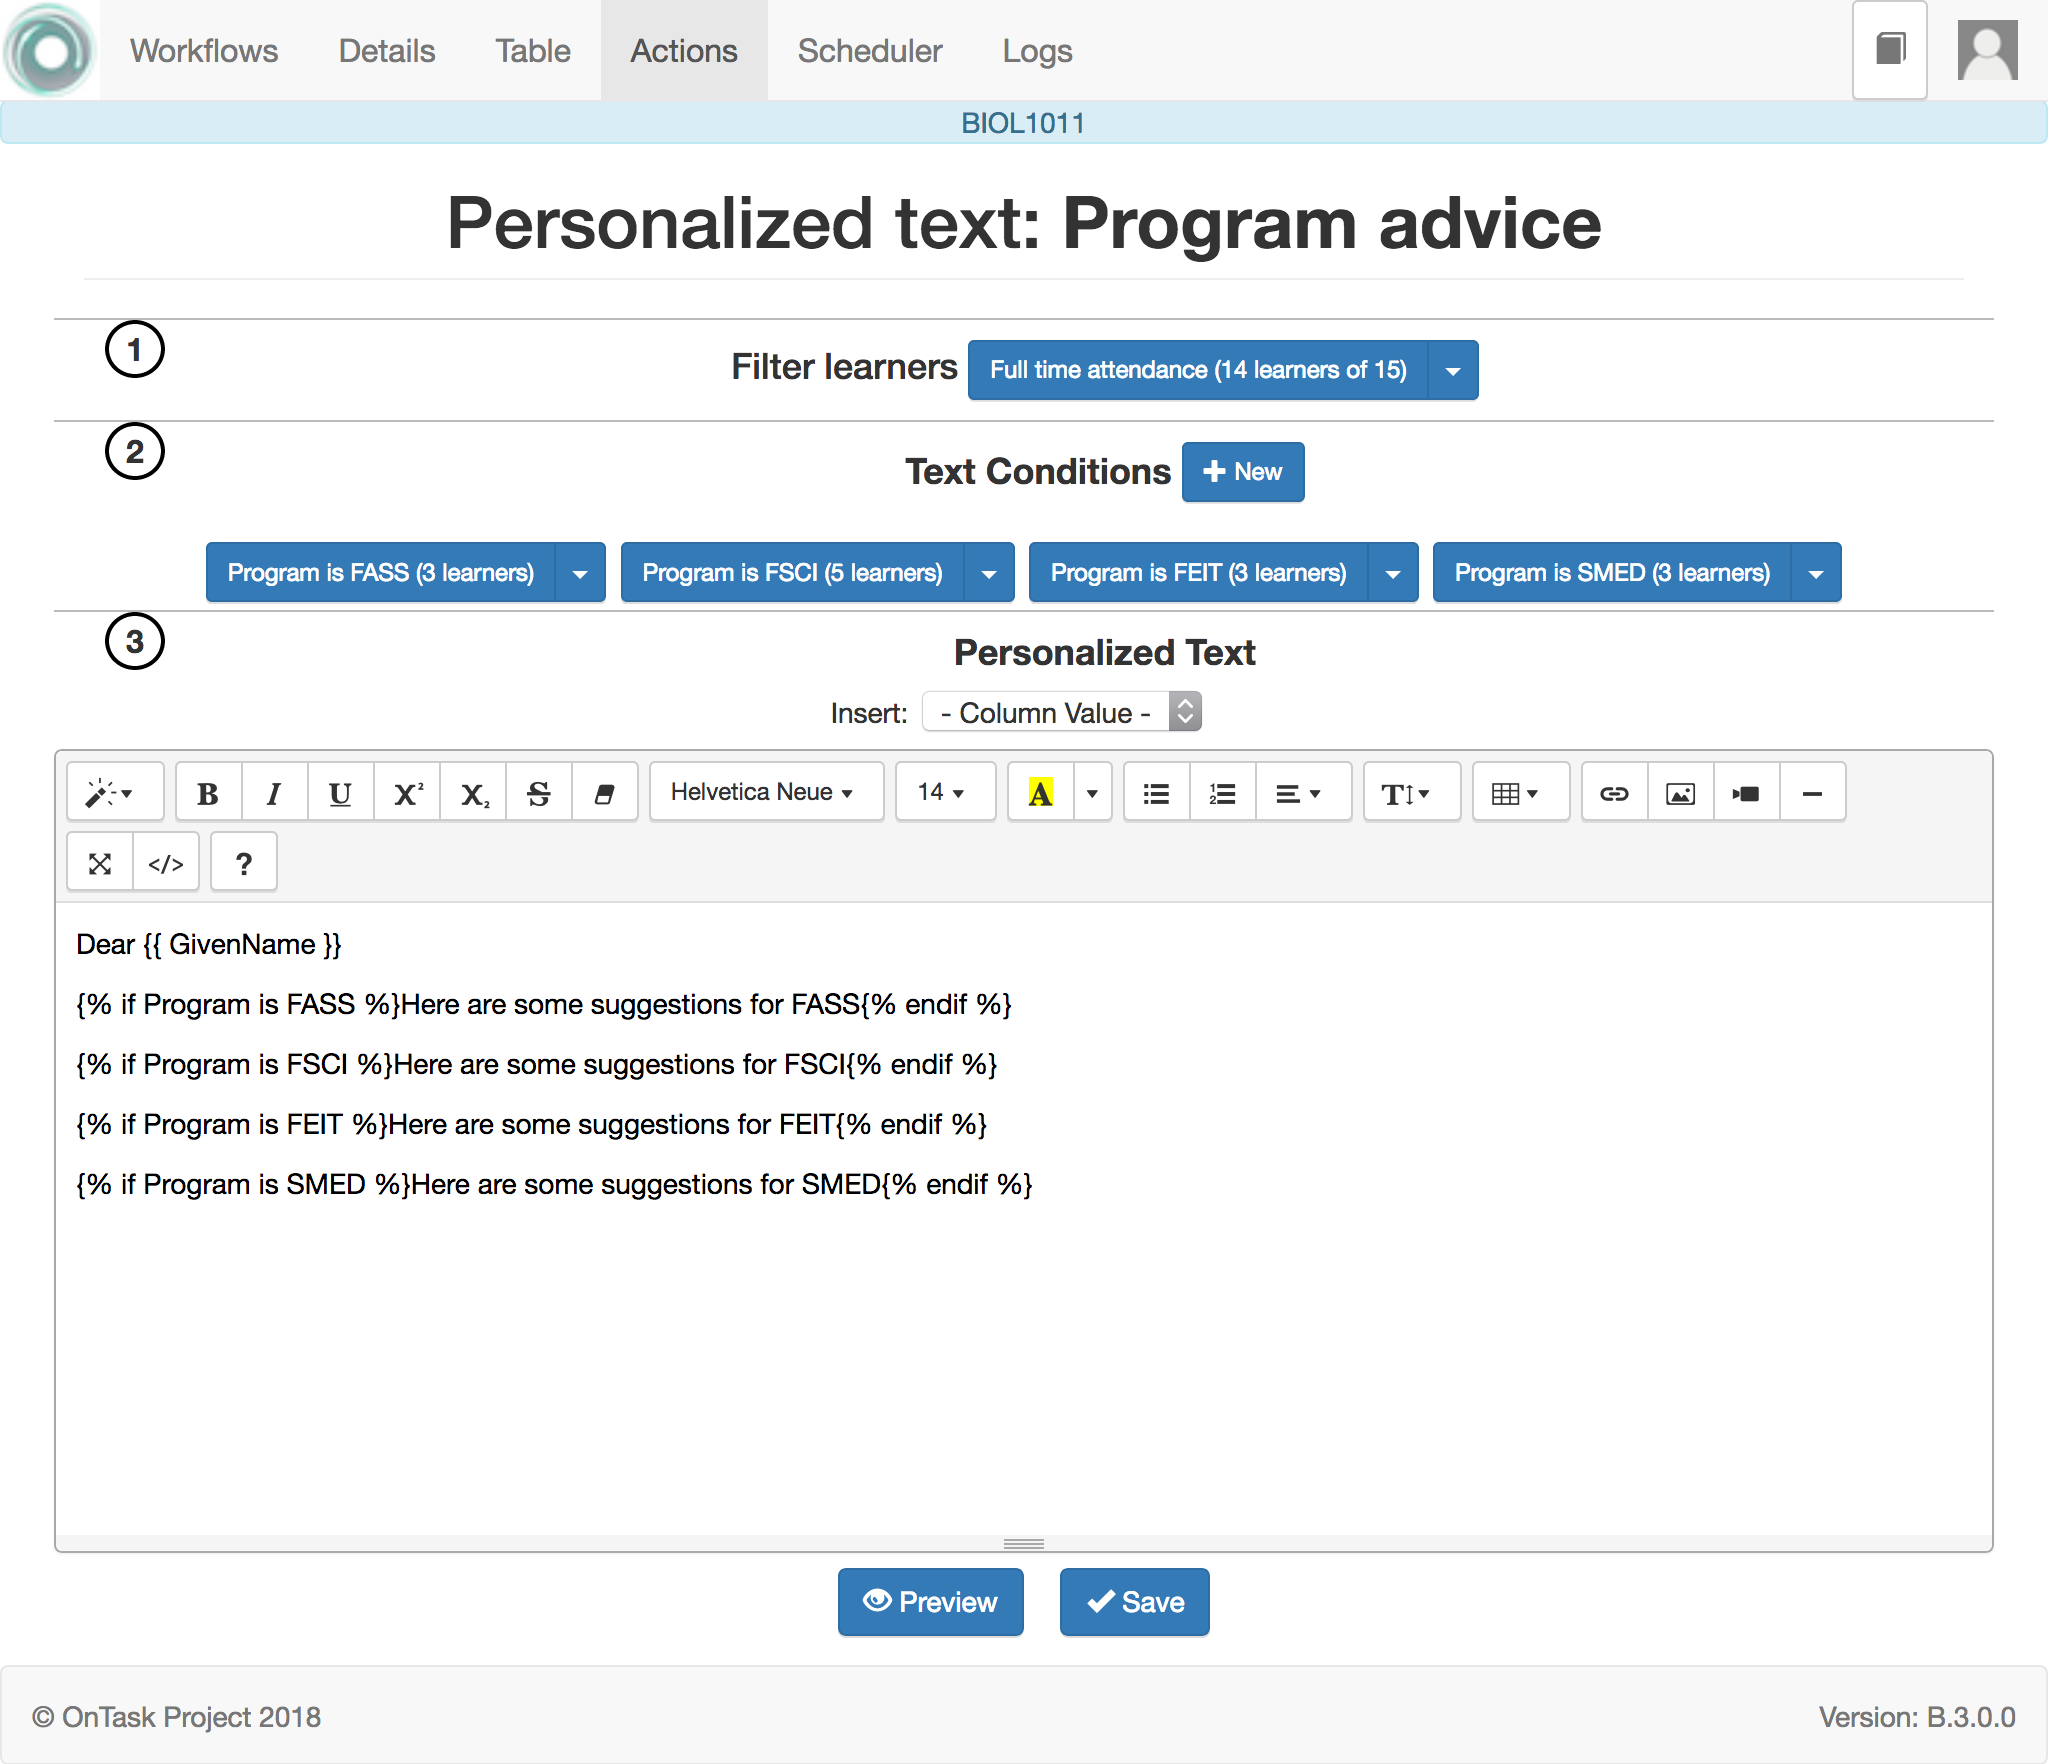 Workflows Details Table Actions Scheduler Logs
BIOL1011
Personalized text: Program advice
1
Filter learners Full time attendance (14 learners of 15)
2
Text Conditions New
Program is FASS (3 learners) Program is FSCI (5 learners) Program is FEIT (3 learners) Program is SMED (3 learners)
3
Personalized Text
Insert: - Column Value -
B I U X² X₂ S Helvetica Neue 14 A T
</> ?
Dear {{ GivenName }}
{% if Program is FASS %}Here are some suggestions for FASS{% endif %}
{% if Program is FSCI %}Here are some suggestions for FSCI{% endif %}
{% if Program is FEIT %}Here are some suggestions for FEIT{% endif %}
{% if Program is SMED %}Here are some suggestions for SMED{% endif %}
Preview Save
© OnTask Project 2018 Version: B.3.0.0